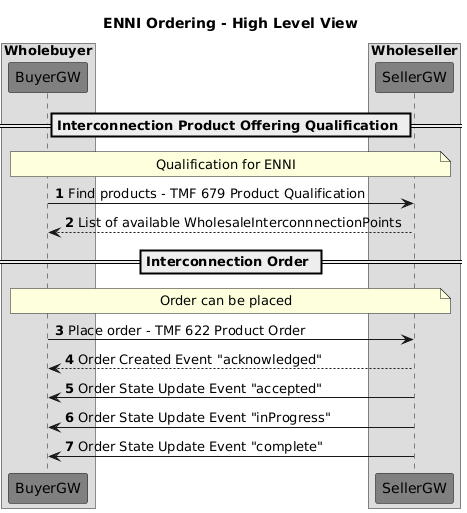 ENNI Ordering - High Level View
Wholebuyer
Wholeseller
BuyerGW
SellerGW
Interconnection Product Offering Qualification
Qualification for ENNI
1 Find products - TMF 679 Product Qualification
2 List of available WholesaleInterconnnectionPoints
Interconnection Order
Order can be placed
3 Place order - TMF 622 Product Order
4 Order Created Event "acknowledged"
5 Order State Update Event "accepted"
6 Order State Update Event "inProgress"
7 Order State Update Event "complete"
BuyerGW
SellerGW